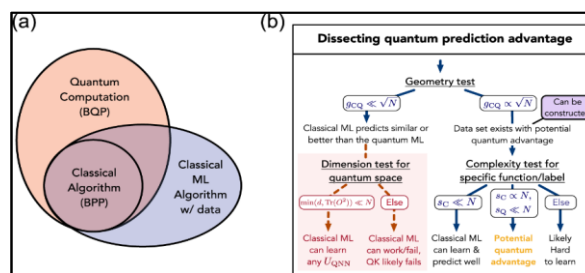 (a)
Quantum
Computation
(BQP)
Classical
Algorithm
(BPP)
Classical
ML
Algorithm
w/ data
(b)
Dissecting quantum prediction advantage
Geometry test
g_CQ ≪ √N
g_CQ ∝ √N
Can be
constructed
Classical ML predicts similar or
better than the quantum ML
Data set exists with potential
quantum advantage
Dimension test for
quantum space
Complexity test for
specific function/label
min(d, Tr(O²)) ≪ N
Else
s_C ≪ N
s_C ∝ N,
s_Q ≪ N
Else
Classical ML
can learn
any U_QNN
Classical ML
can work/fail,
QK likely fails
Classical ML
can learn &
predict well
Potential
quantum
advantage
Likely
Hard
to learn